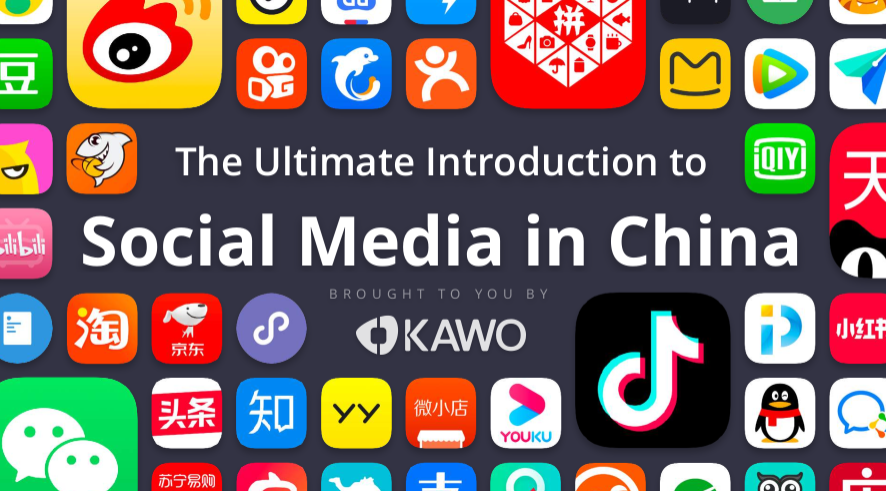 豆
拼
The Ultimate Introduction to
iQIYI
天
bilibili
Social Media in China
BROUGHT TO YOU BY
KAWO
淘
京东
小红书
头条
知
YY
微小店
YOUKU
苏宁易购